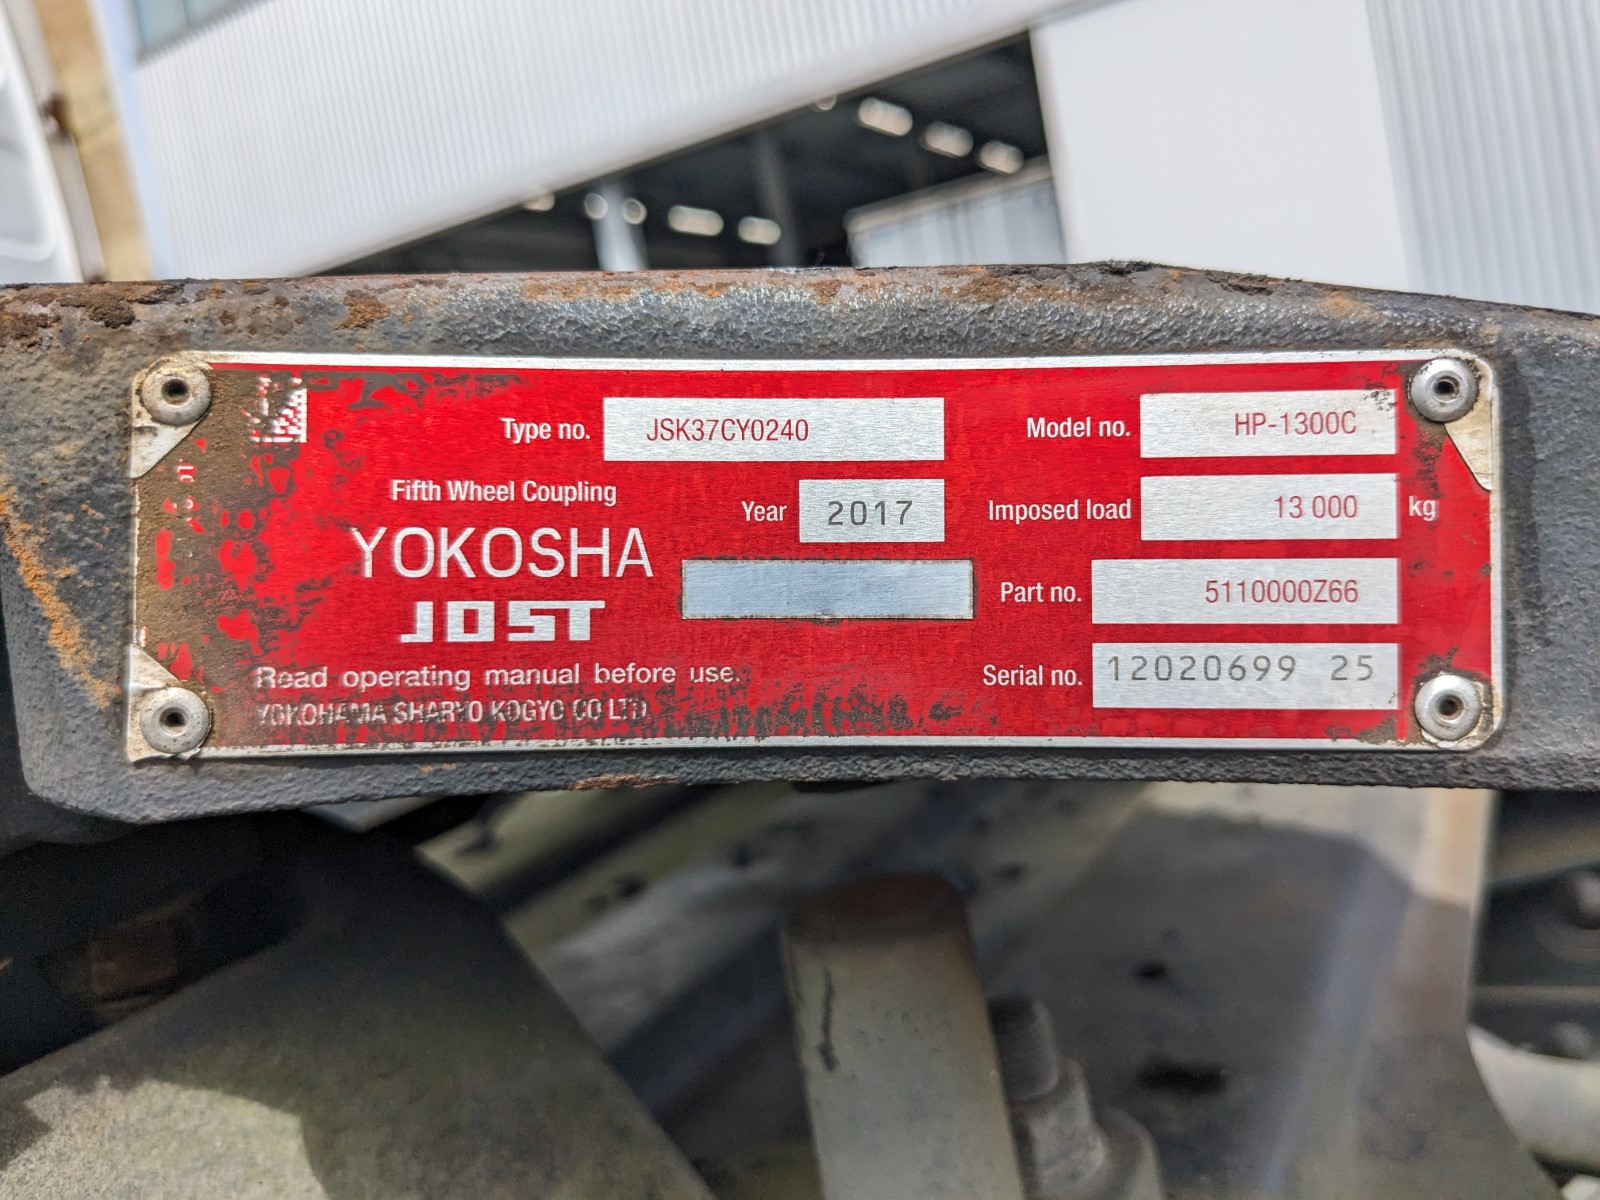 Type no. JSK37CY0240
Model no. HP-1300C
Fifth Wheel Coupling
Year 2017
Imposed load 13 000 kg
YOKOSHA
JOST
Part no. 5110000Z66
Read operating manual before use.
Serial no. 12020699 25
YOKOHAMA SHARYO KOGYO CO LTD.